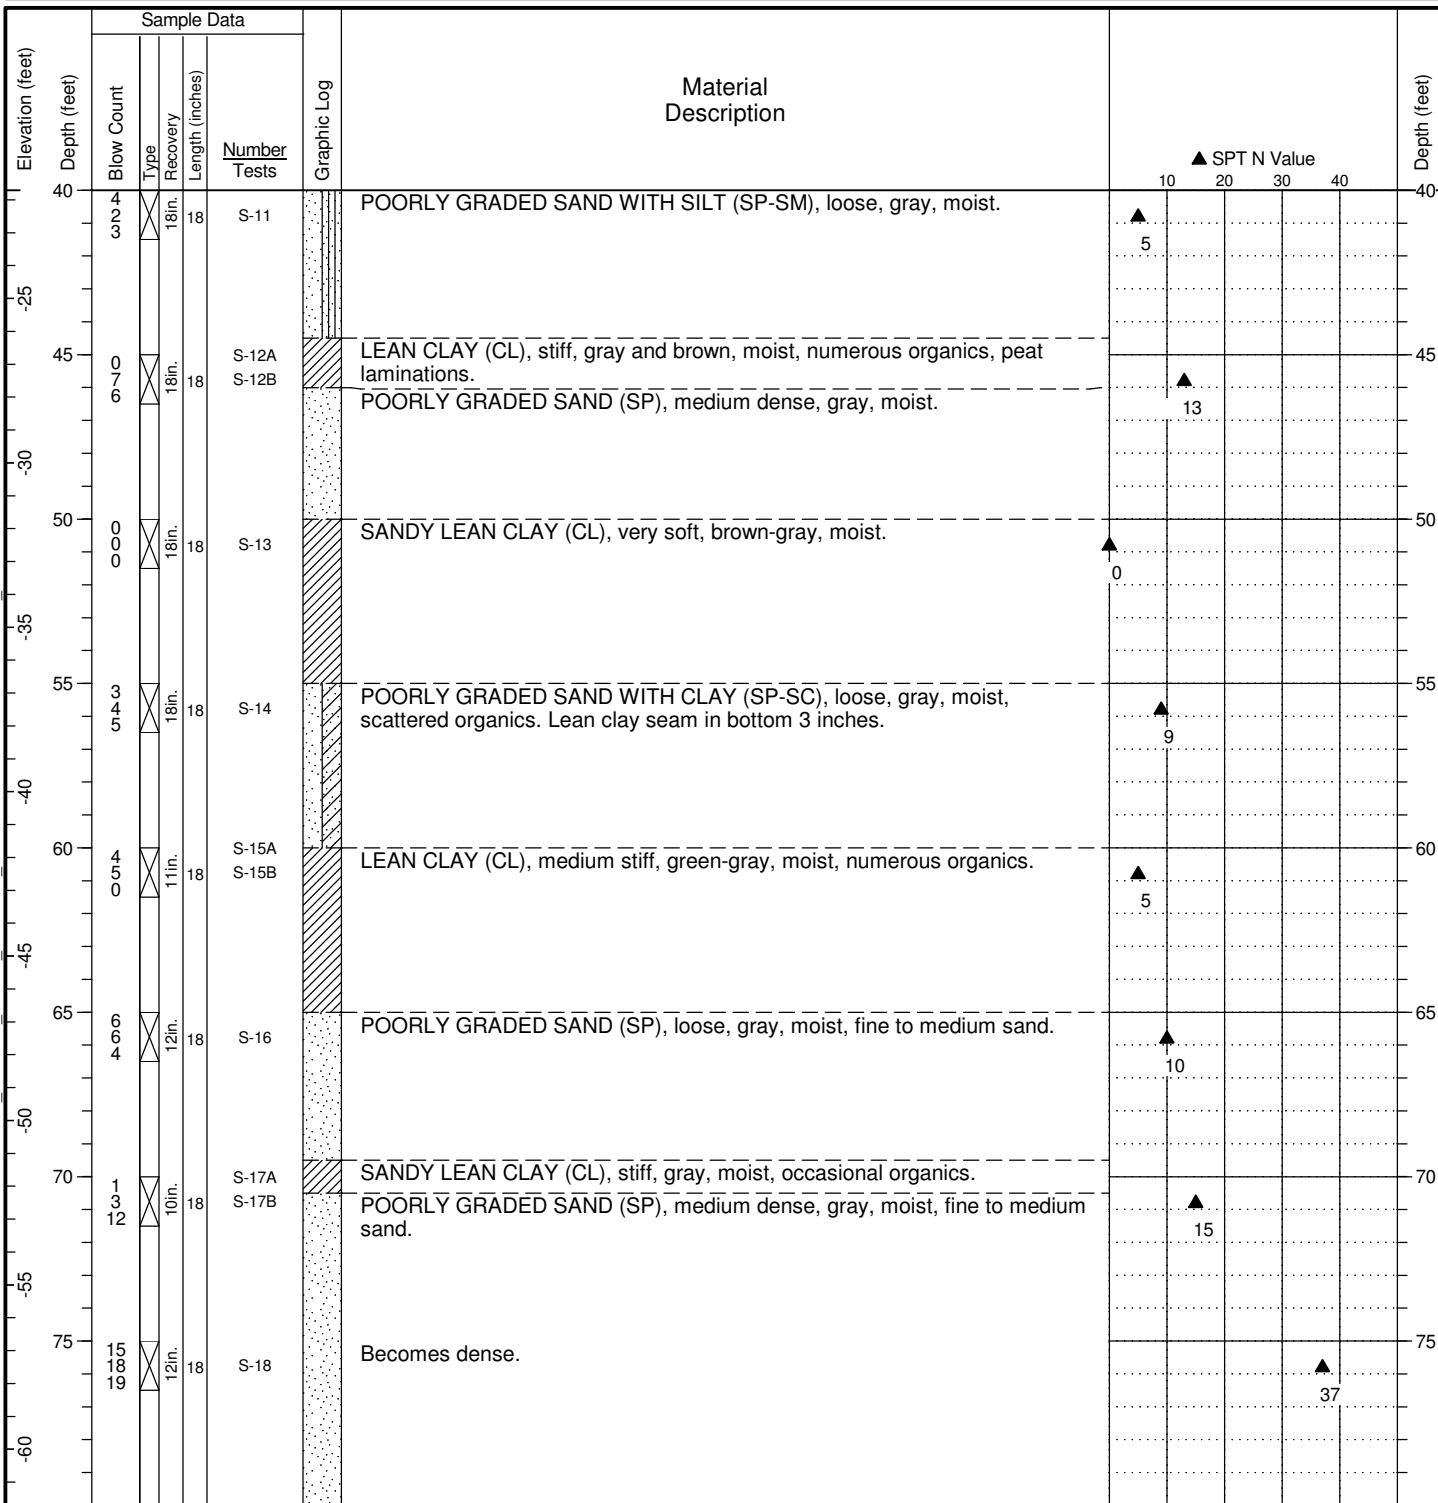 Sample Data
Elevation (feet)
Depth (feet)
Blow Count
Type
Recovery
Length (inches)
Number
Tests
Graphic Log
Material
Description
▲ SPT N Value
10 20 30 40
Depth (feet)
40
4
2
3
18in.
18
S-11
POORLY GRADED SAND WITH SILT (SP-SM), loose, gray, moist.
5
40
-25
45
0
7
6
18in.
18
S-12A
S-12B
LEAN CLAY (CL), stiff, gray and brown, moist, numerous organics, peat
laminations.
POORLY GRADED SAND (SP), medium dense, gray, moist.
13
45
-30
50
0
0
0
18in.
18
S-13
SANDY LEAN CLAY (CL), very soft, brown-gray, moist.
0
50
-35
55
3
4
5
18in.
18
S-14
POORLY GRADED SAND WITH CLAY (SP-SC), loose, gray, moist,
scattered organics. Lean clay seam in bottom 3 inches.
9
55
-40
60
4
5
0
11in.
18
S-15A
S-15B
LEAN CLAY (CL), medium stiff, green-gray, moist, numerous organics.
5
60
-45
65
6
6
4
12in.
18
S-16
POORLY GRADED SAND (SP), loose, gray, moist, fine to medium sand.
10
65
-50
70
1
3
12
10in.
18
S-17A
S-17B
SANDY LEAN CLAY (CL), stiff, gray, moist, occasional organics.
POORLY GRADED SAND (SP), medium dense, gray, moist, fine to medium
sand.
15
70
-55
75
15
18
19
12in.
18
S-18
Becomes dense.
37
75
-60